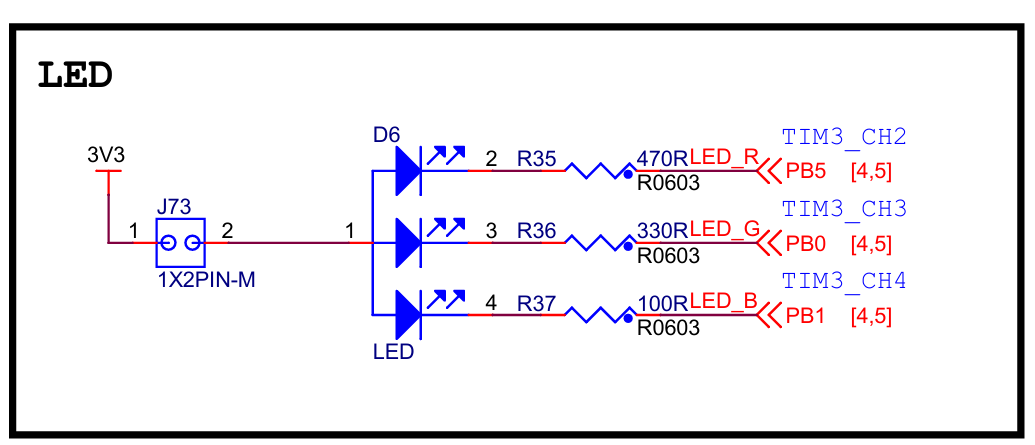 LED
D6
TIM3_CH2
3V3
2 R35 470R LED_R PB5 [4,5]
R0603
J73
TIM3_CH3
1 2 1 3 R36 330R LED_G PB0 [4,5]
R0603
1X2PIN-M
TIM3_CH4
4 R37 100R LED_B PB1 [4,5]
R0603
LED